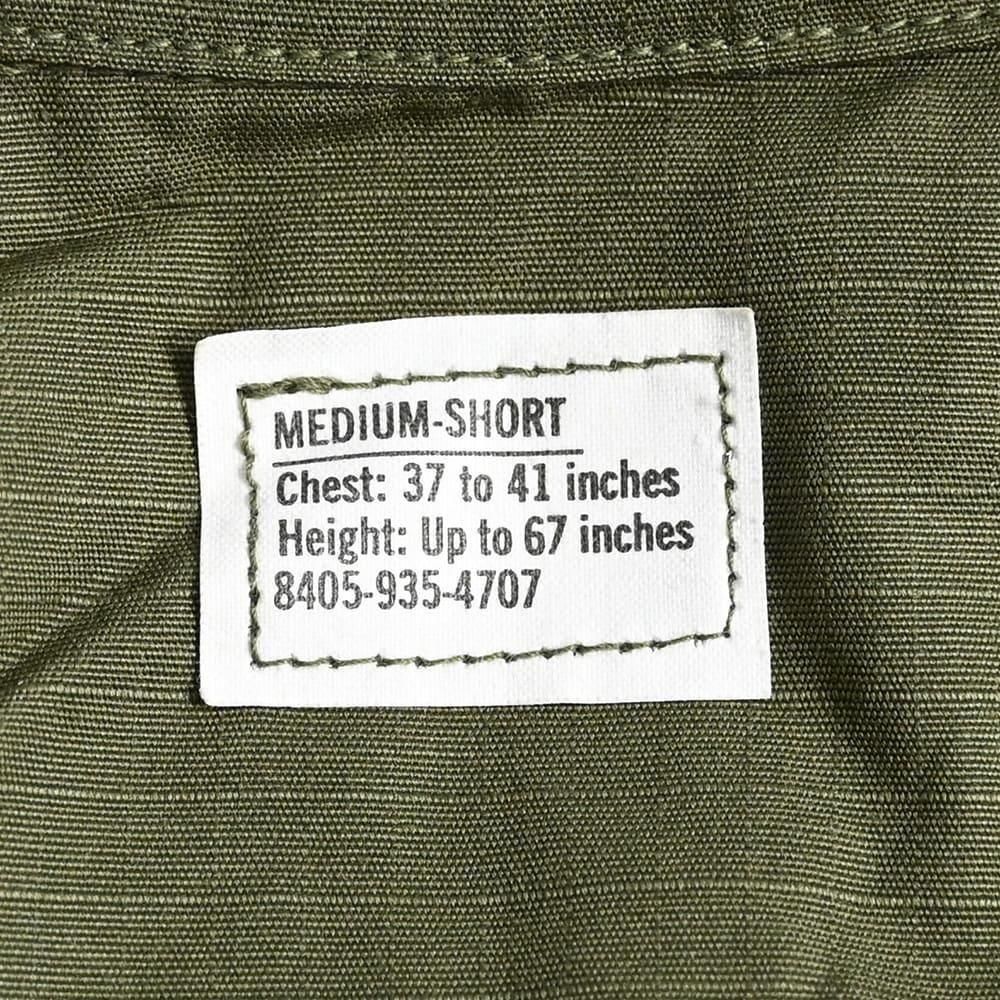 MEDIUM-SHORT
Chest: 37 to 41 inches
Height: Up to 67 inches
8405-935-4707